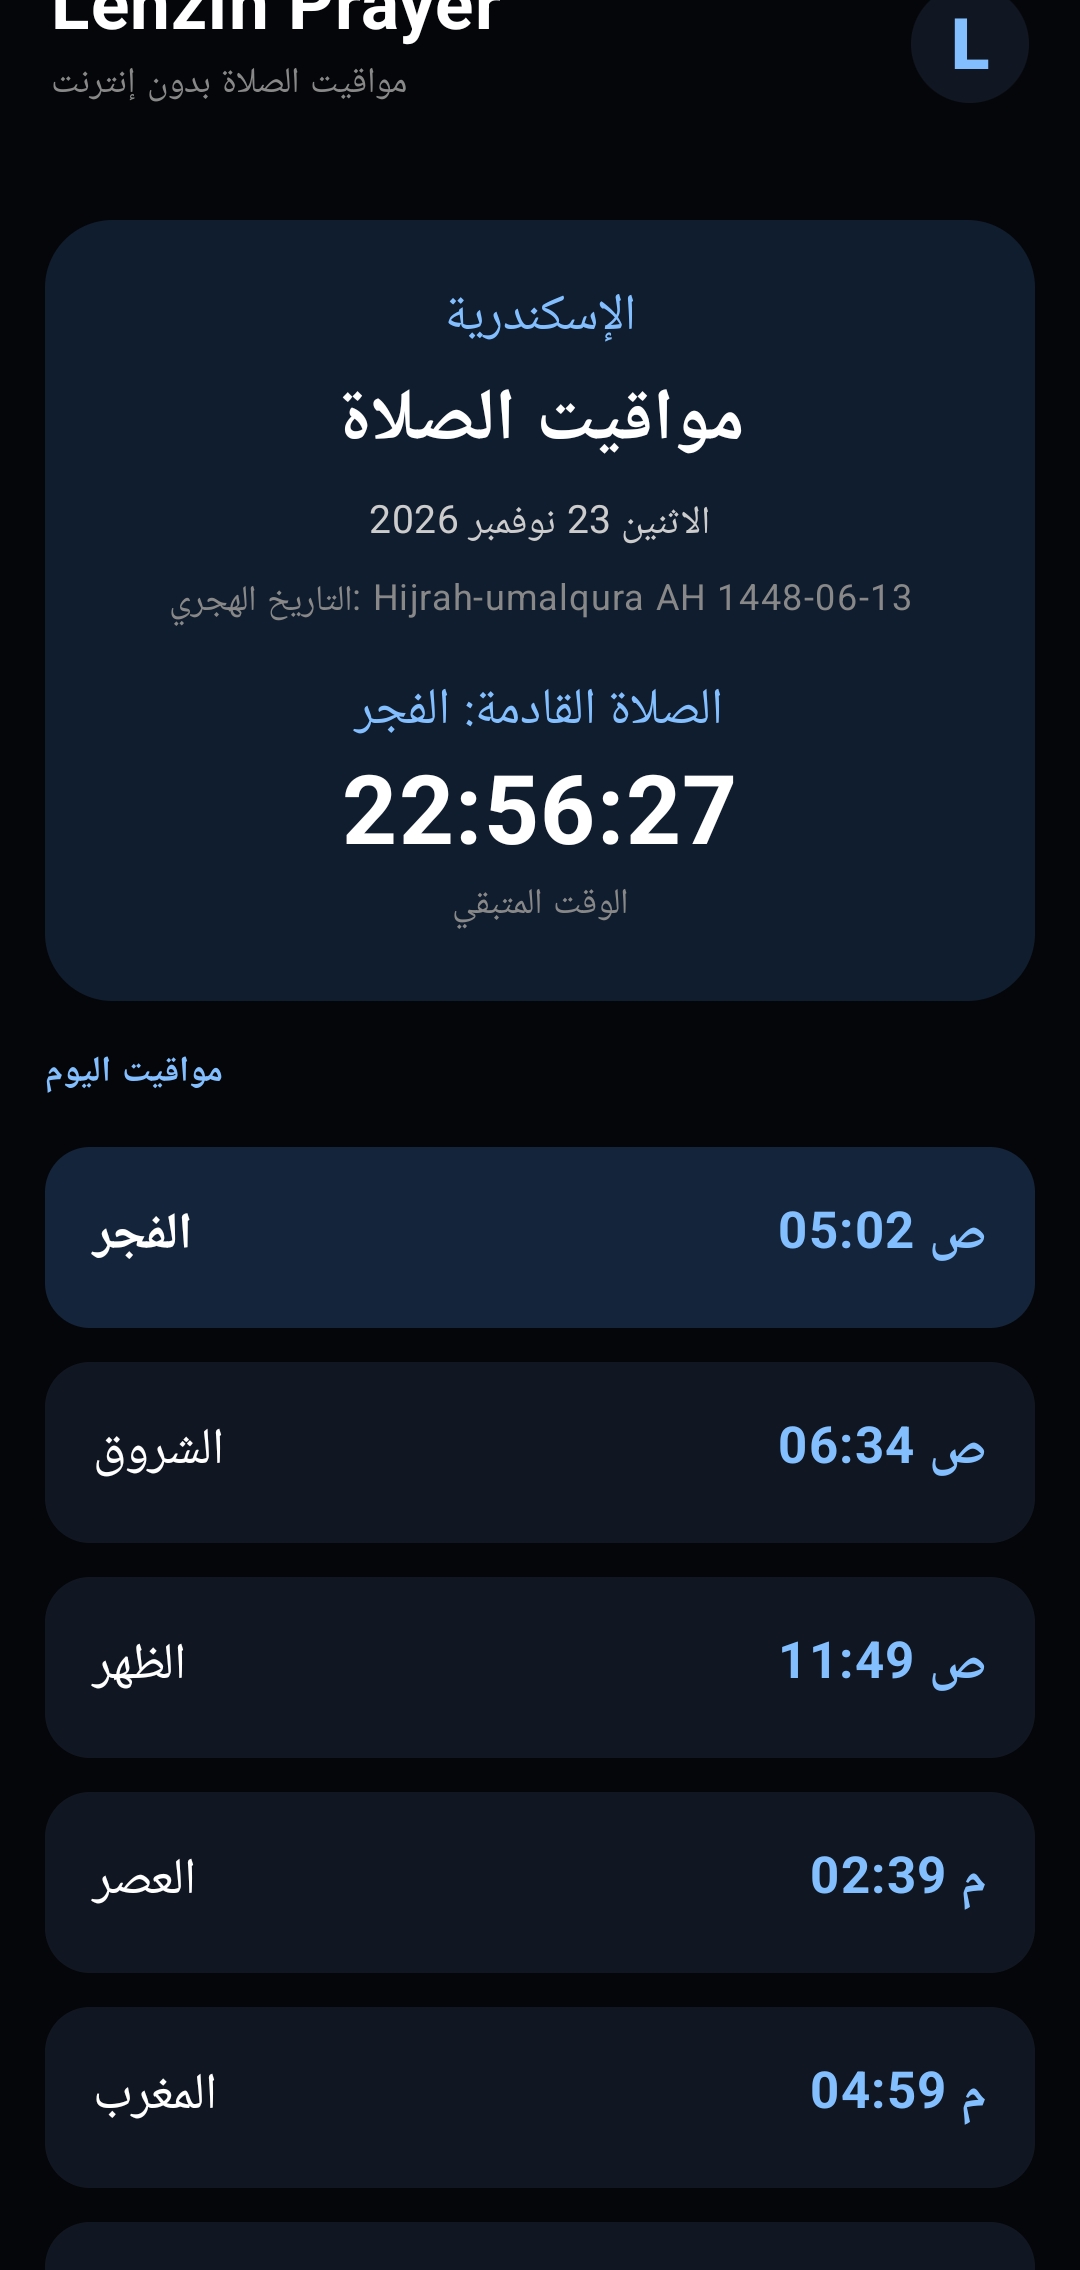 Lenzin Prayer
L
مواقيت الصلاة بدون إنترنت
الإسكندرية
مواقيت الصلاة
الاثنين 23 نوفمبر 2026
التاريخ الهجري: Hijrah-umalqura AH 1448-06-13
الصلاة القادمة: الفجر
22:56:27
الوقت المتبقي
مواقيت اليوم
الفجر
05:02 ص
الشروق
06:34 ص
الظهر
11:49 ص
العصر
02:39 م
المغرب
04:59 م